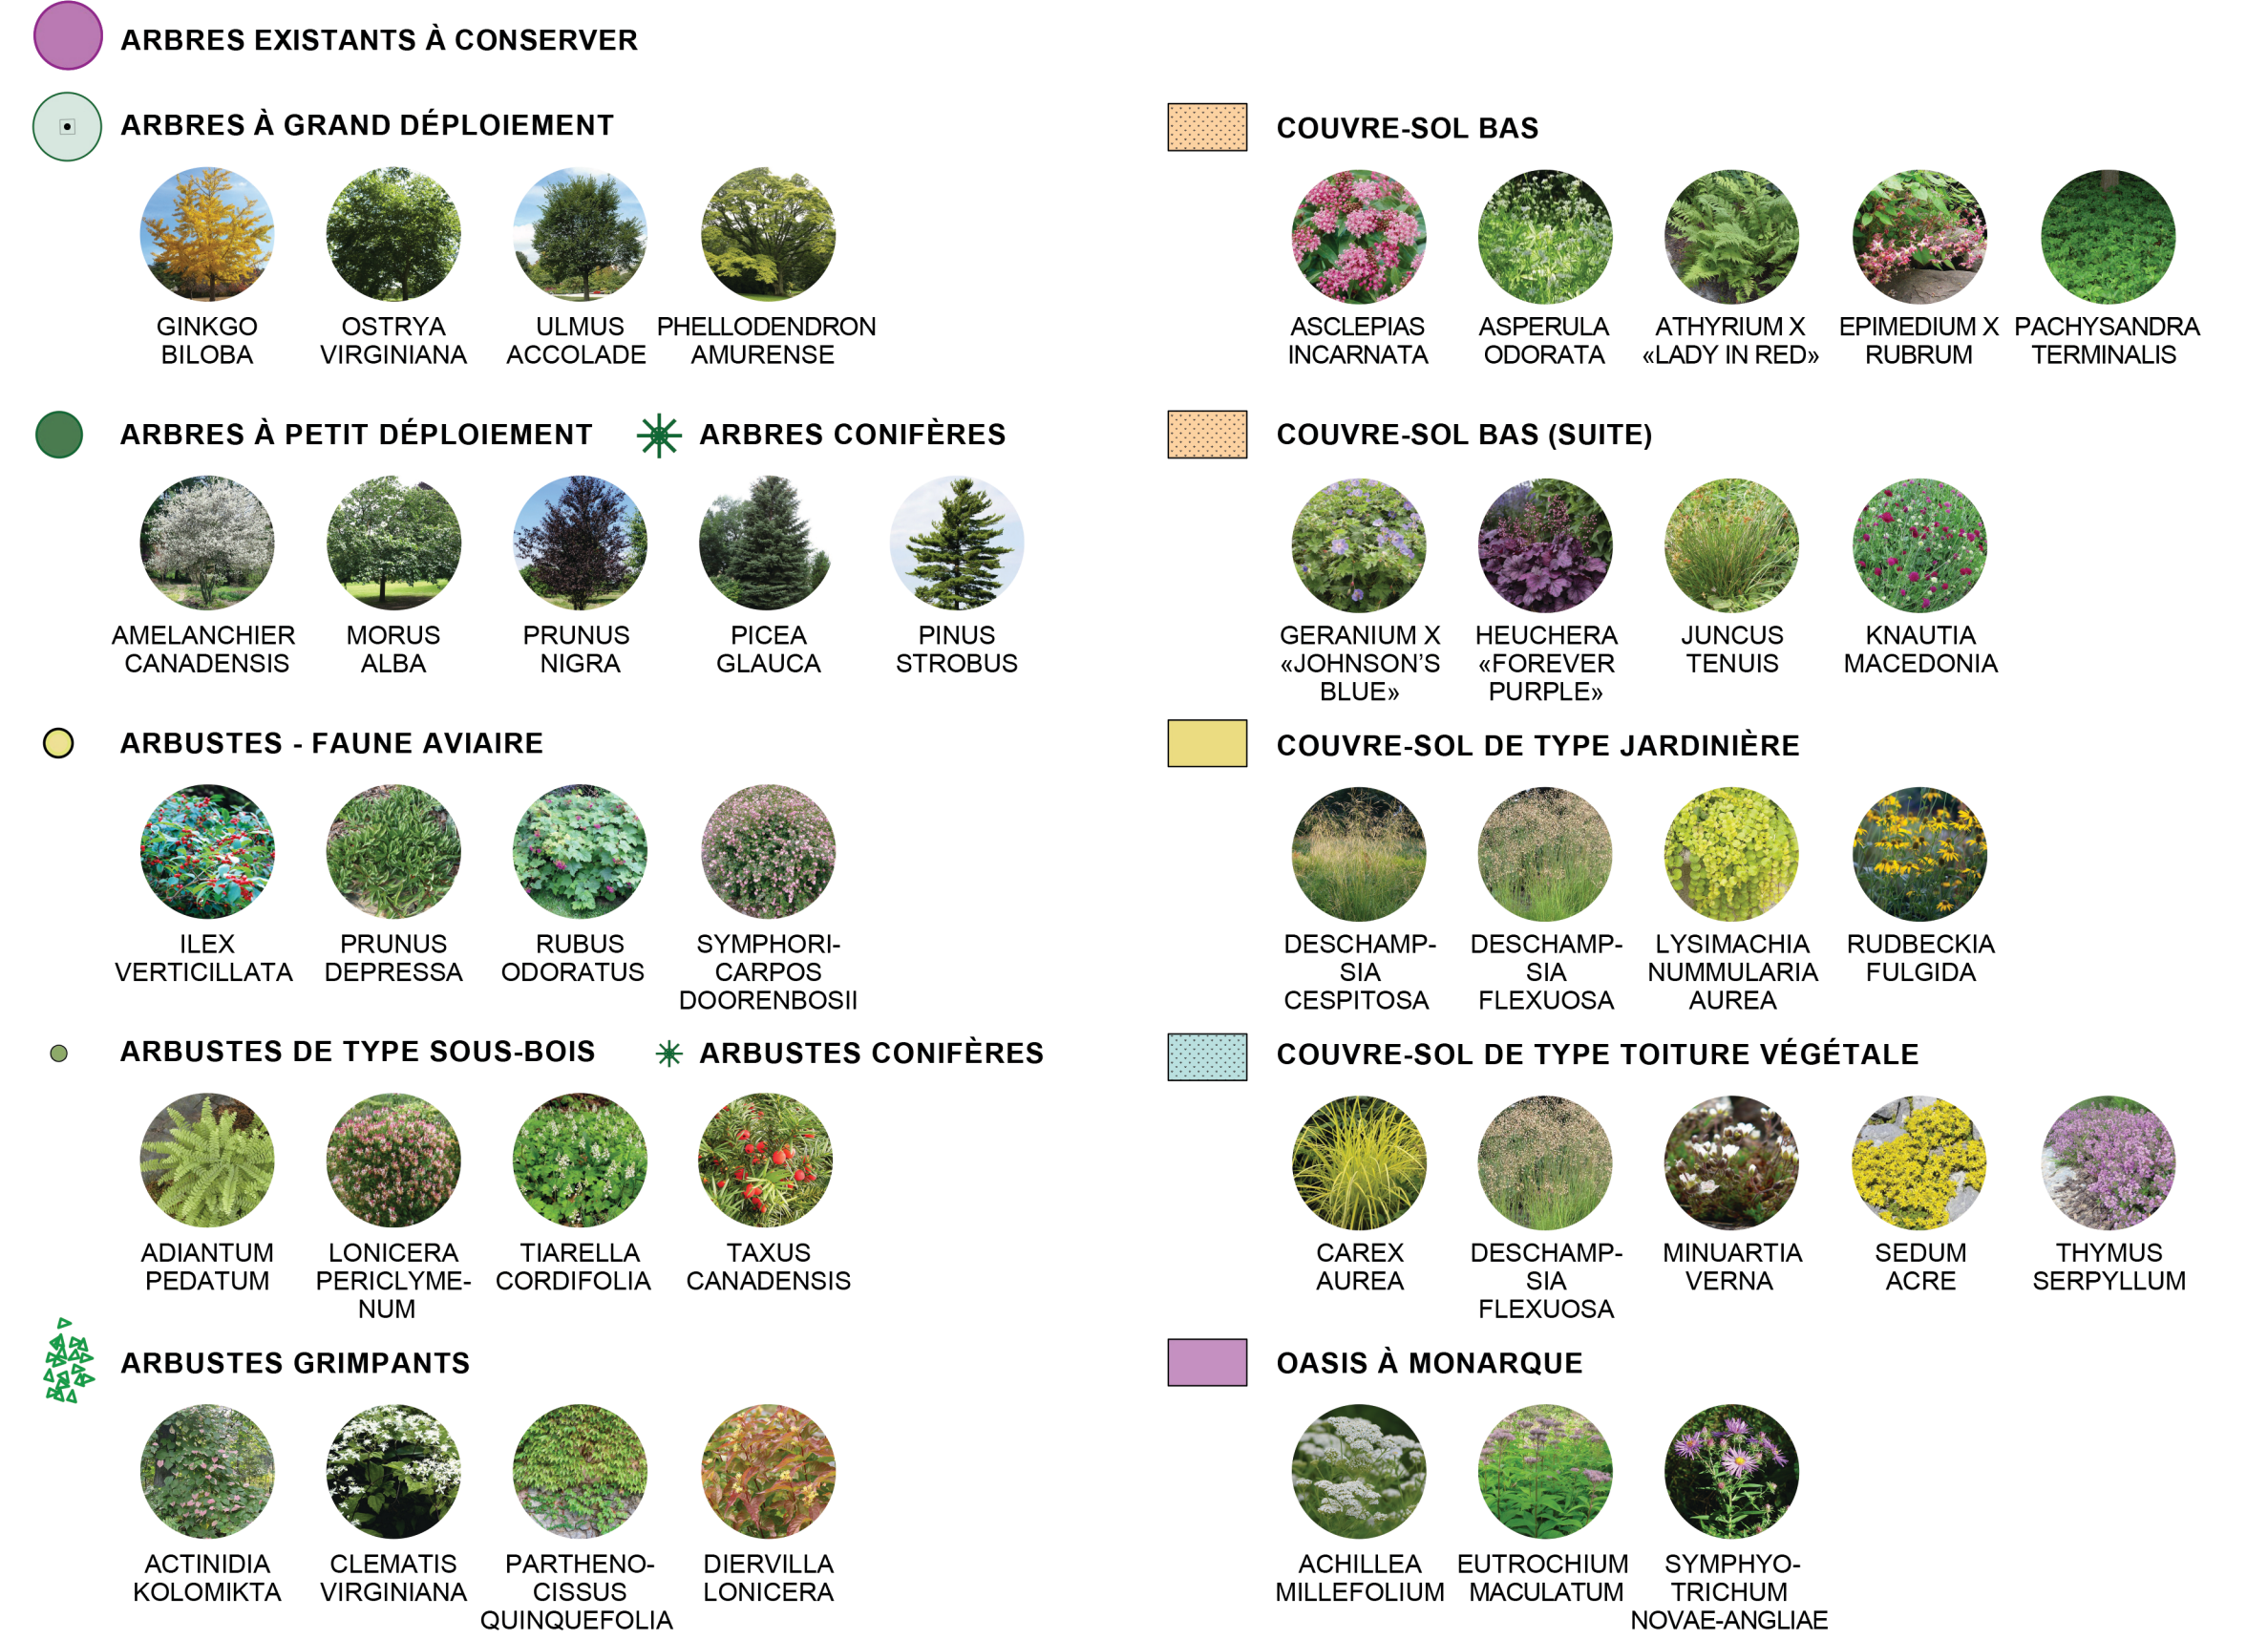 ARBRES EXISTANTS À CONSERVER
ARBRES À GRAND DÉPLOIEMENT
GINKGO
BILOBA
OSTRYA
VIRGINIANA
ULMUS
ACCOLADE
PHELLODENDRON
AMURENSE
ARBRES À PETIT DÉPLOIEMENT
AMELANCHIER
CANADENSIS
MORUS
ALBA
PRUNUS
NIGRA
ARBRES CONIFÈRES
PICEA
GLAUCA
PINUS
STROBUS
ARBUSTES - FAUNE AVIAIRE
ILEX
VERTICILLATA
PRUNUS
DEPRESSA
RUBUS
ODORATUS
SYMPHORI-
CARPOS
DOORENBOSII
ARBUSTES DE TYPE SOUS-BOIS
ADIANTUM
PEDATUM
LONICERA
PERICLYME-
NUM
TIARELLA
CORDIFOLIA
ARBUSTES CONIFÈRES
TAXUS
CANADENSIS
ARBUSTES GRIMPANTS
ACTINIDIA
KOLOMIKTA
CLEMATIS
VIRGINIANA
PARTHENO-
CISSUS
QUINQUEFOLIA
DIERVILLA
LONICERA
COUVRE-SOL BAS
ASCLEPIAS
INCARNATA
ASPERULA
ODORATA
ATHYRIUM X
«LADY IN RED»
EPIMEDIUM X
RUBRUM
PACHYSANDRA
TERMINALIS
COUVRE-SOL BAS (SUITE)
GERANIUM X
«JOHNSON'S
BLUE»
HEUCHERA
«FOREVER
PURPLE»
JUNCUS
TENUIS
KNAUTIA
MACEDONIA
COUVRE-SOL DE TYPE JARDINIÈRE
DESCHAMP-
SIA
CESPITOSA
DESCHAMP-
SIA
FLEXUOSA
LYSIMACHIA
NUMMULARIA
AUREA
RUDBECKIA
FULGIDA
COUVRE-SOL DE TYPE TOITURE VÉGÉTALE
CAREX
AUREA
DESCHAMP-
SIA
FLEXUOSA
MINUARTIA
VERNA
SEDUM
ACRE
THYMUS
SERPYLLUM
OASIS À MONARQUE
ACHILLEA
MILLEFOLIUM
EUTROCHIUM
MACULATUM
SYMPHYO-
TRICHUM
NOVAE-ANGLIAE